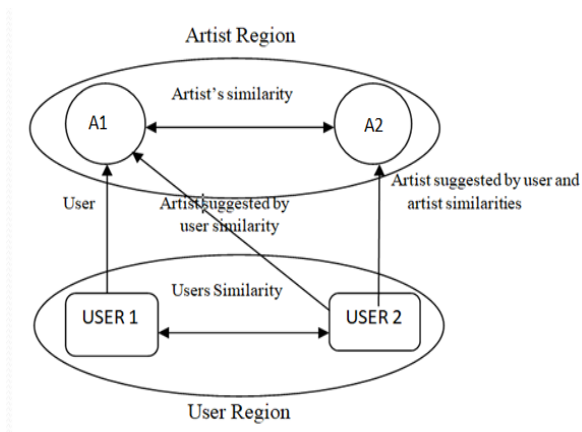 Artist Region
Artist's similarity
A1
A2
Artist suggested by user and
artist similarities
User
Artist suggested by
user similarity
Users Similarity
USER 1
USER 2
User Region